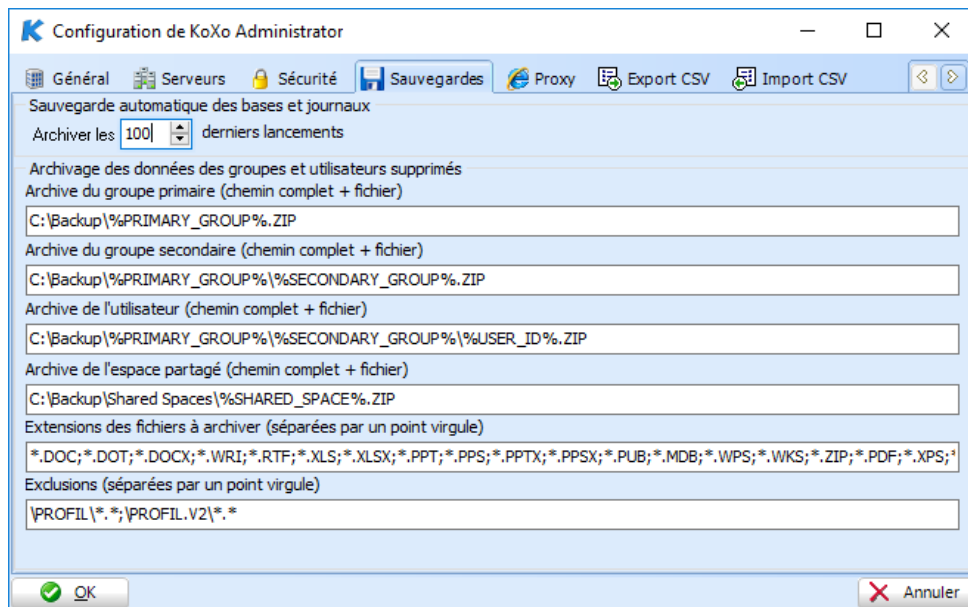 Configuration de KoXo Administrator
Général Serveurs Sécurité Sauvegardes Proxy Export CSV Import CSV
Sauvegarde automatique des bases et journaux
Archiver les 100 derniers lancements
Archivage des données des groupes et utilisateurs supprimés
Archive du groupe primaire (chemin complet + fichier)
C:\Backup\%PRIMARY_GROUP%.ZIP
Archive du groupe secondaire (chemin complet + fichier)
C:\Backup\%PRIMARY_GROUP%\%SECONDARY_GROUP%.ZIP
Archive de l'utilisateur (chemin complet + fichier)
C:\Backup\%PRIMARY_GROUP%\%SECONDARY_GROUP%\%USER_ID%.ZIP
Archive de l'espace partagé (chemin complet + fichier)
C:\Backup\Shared Spaces\%SHARED_SPACE%.ZIP
Extensions des fichiers à archiver (séparées par un point virgule)
*.DOC;*.DOT;*.DOCX;*.WRI;*.RTF;*.XLS;*.XLSX;*.PPT;*.PPS;*.PPTX;*.PPSX;*.PUB;*.MDB;*.WPS;*.WKS;*.ZIP;*.PDF;*.XPS;*
Exclusions (séparées par un point virgule)
\PROFIL\*.*;\PROFIL.V2\*.*
OK Annuler